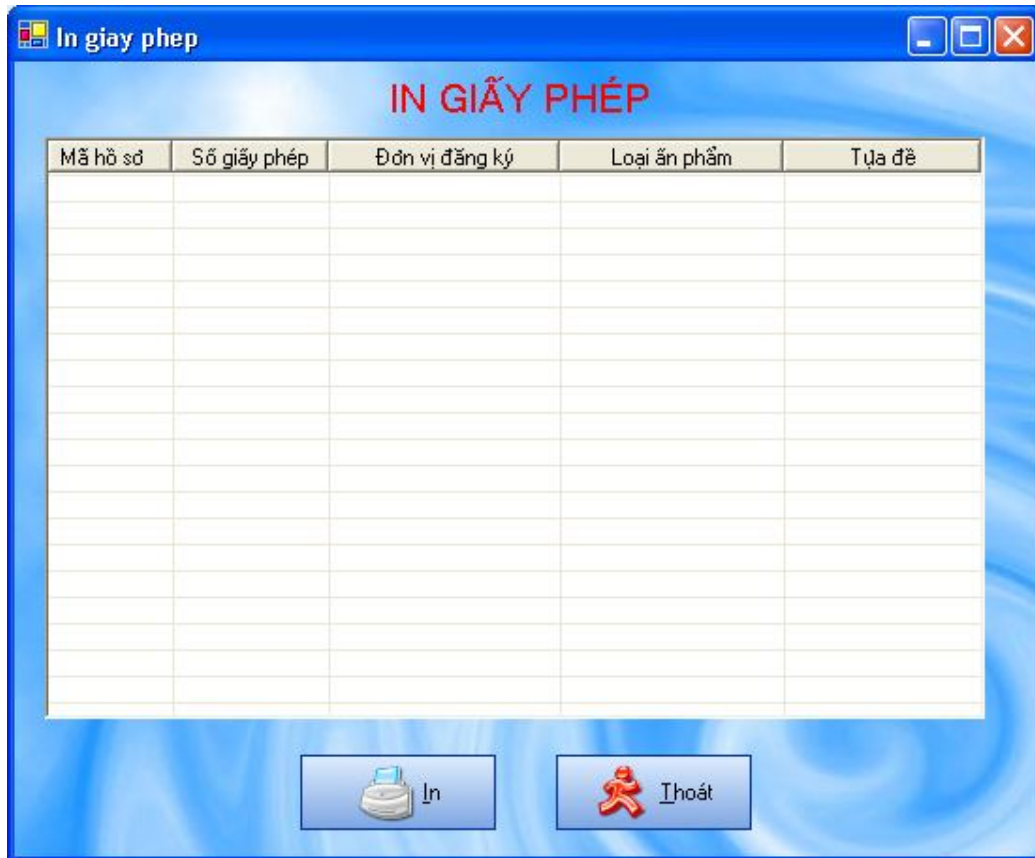 In giay phep
IN GIẤY PHÉP
Mã hồ sơ Số giấy phép Đơn vị đăng ký Loại ấn phẩm Tựa đề
In Thoát